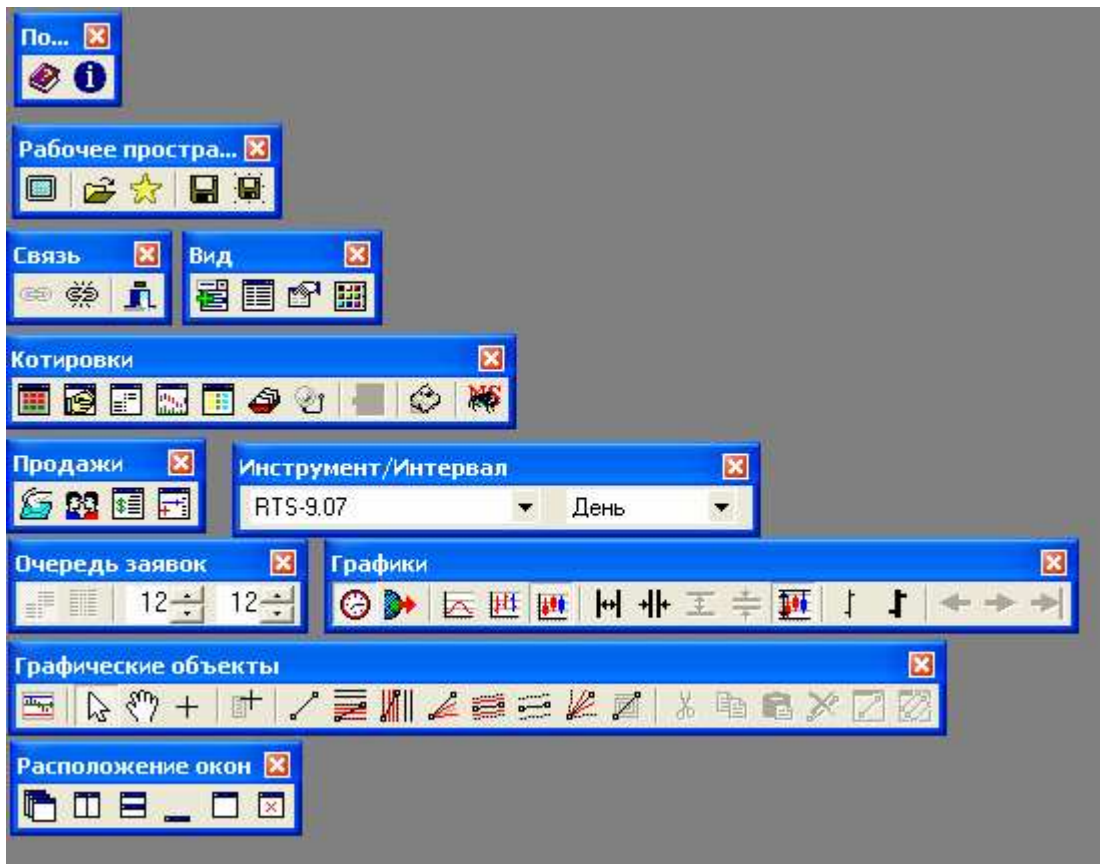 По...
Рабочее простра...
Связь
Вид
Котировки
NS
Продажи
Инструмент/Интервал
RTS-9.07
День
Очередь заявок
12
12
Графики
Графические объекты
Расположение окон